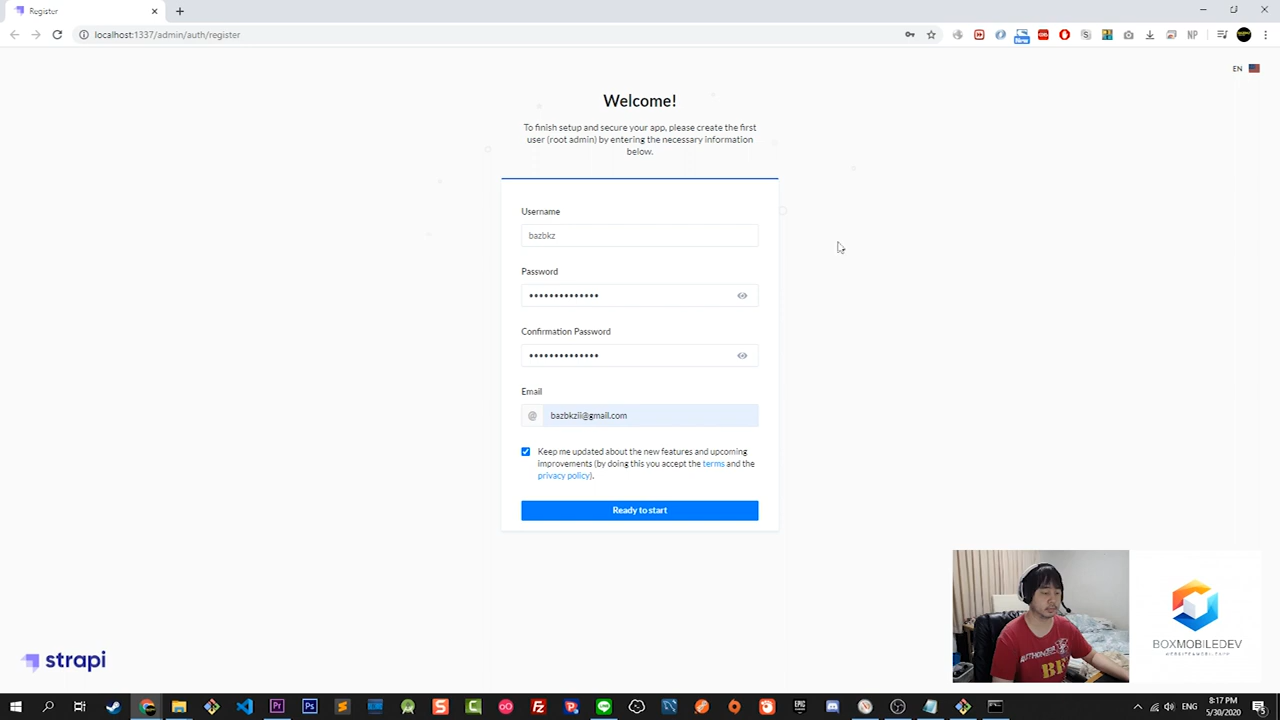 Register
localhost:1337/admin/auth/register
NP
EN
Welcome!
To finish setup and secure your app, please create the first
user (root admin) by entering the necessary information
below.
Username
bazbkz
Password
••••••••••••••
Confirmation Password
••••••••••••••
Email
@ bazbkzii@gmail.com
Keep me updated about the new features and upcoming
improvements (by doing this you accept the terms and the
privacy policy).
Ready to start
strapi
BOXMOBILEDEV
8:17 PM
5/30/2020